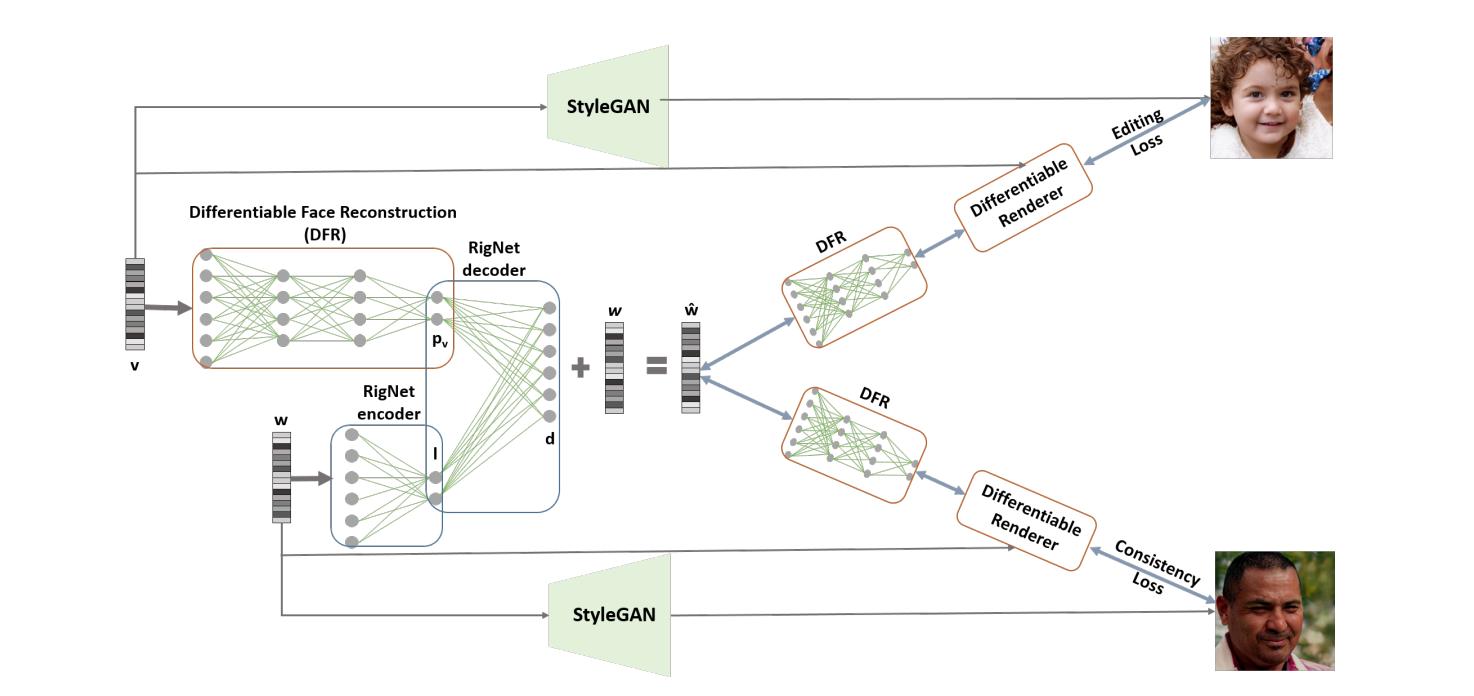 StyleGAN
Editing
Loss
Differentiable
Renderer
Differentiable Face Reconstruction
(DFR)
RigNet
decoder
DFR
v
p_v
w
ŵ
+
=
RigNet
encoder
w
l
d
DFR
Differentiable
Renderer
Consistency
Loss
StyleGAN